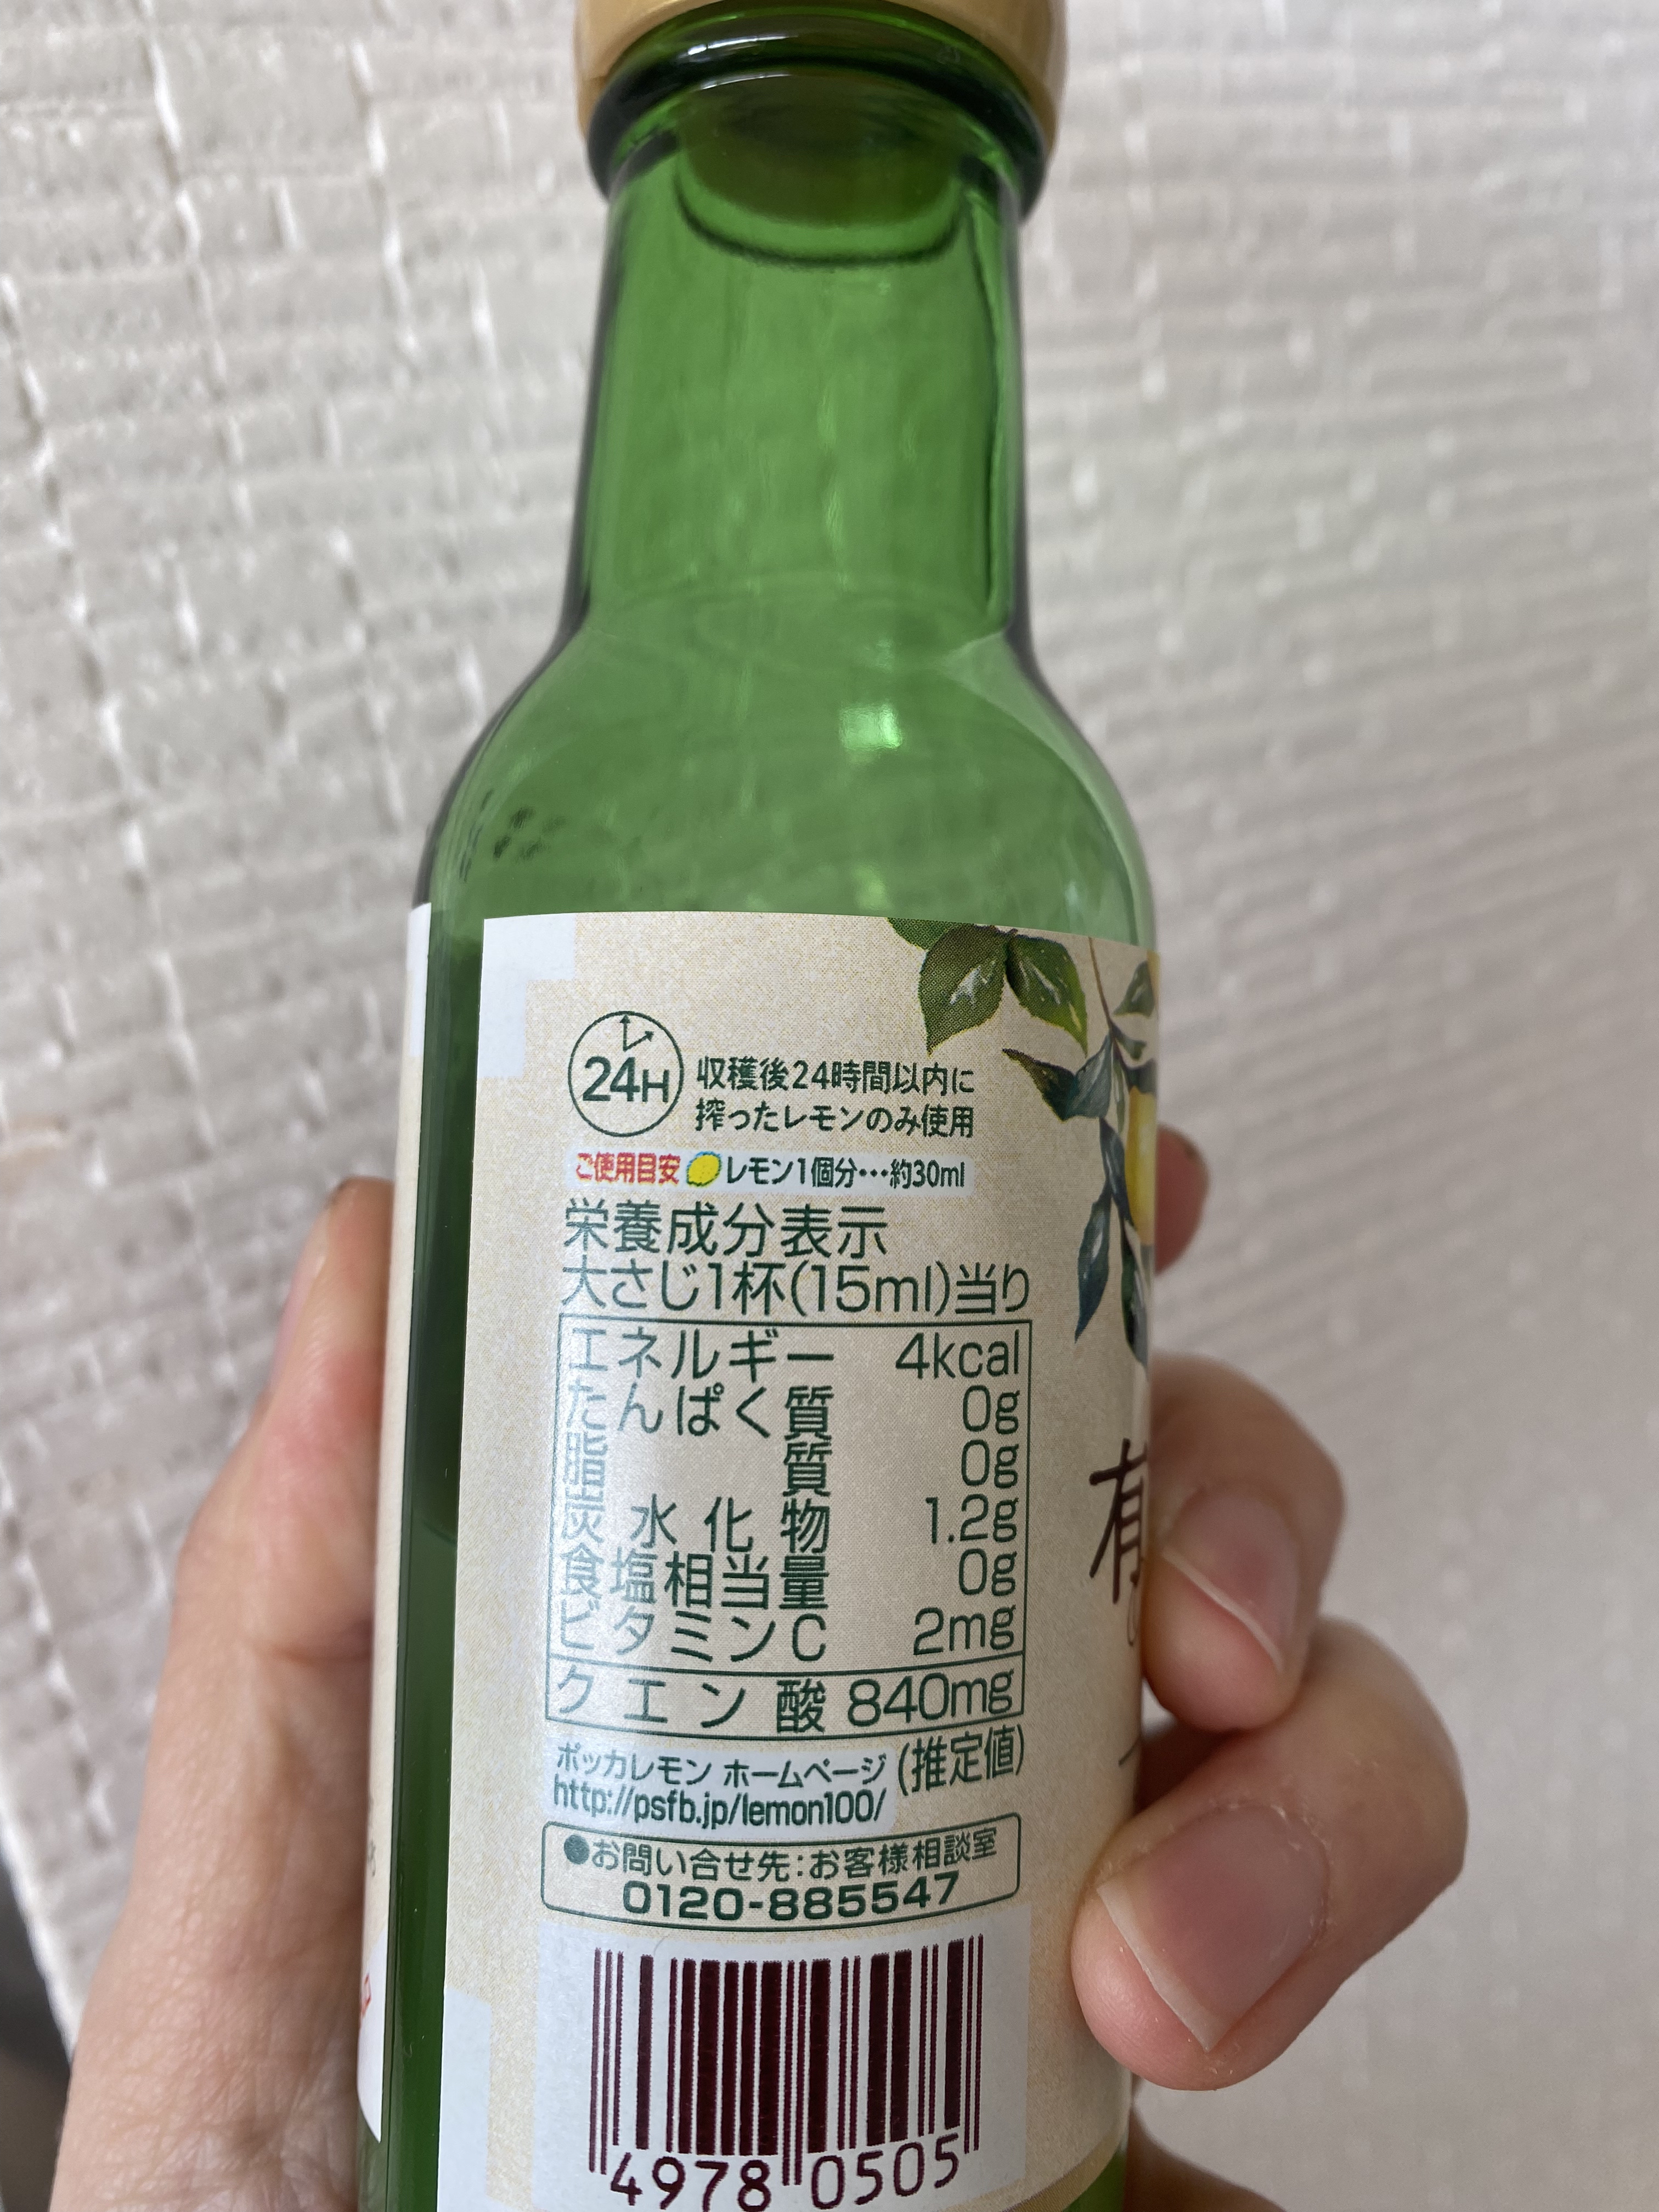 24H
収穫後24時間以内に
搾ったレモンのみ使用
ご使用目安 レモン1個分…約30ml
栄養成分表示
大さじ1杯(15ml)当り
エネルギー 4kcal
たんぱく質 0g
脂質 0g
炭水化物 1.2g
食塩相当量 0g
ビタミンC 2mg
クエン酸 840mg
(推定値)
ポッカレモン ホームページ
http://psfb.jp/lemon100/
●お問い合せ先:お客様相談室
0120-885547
4978 0505
有